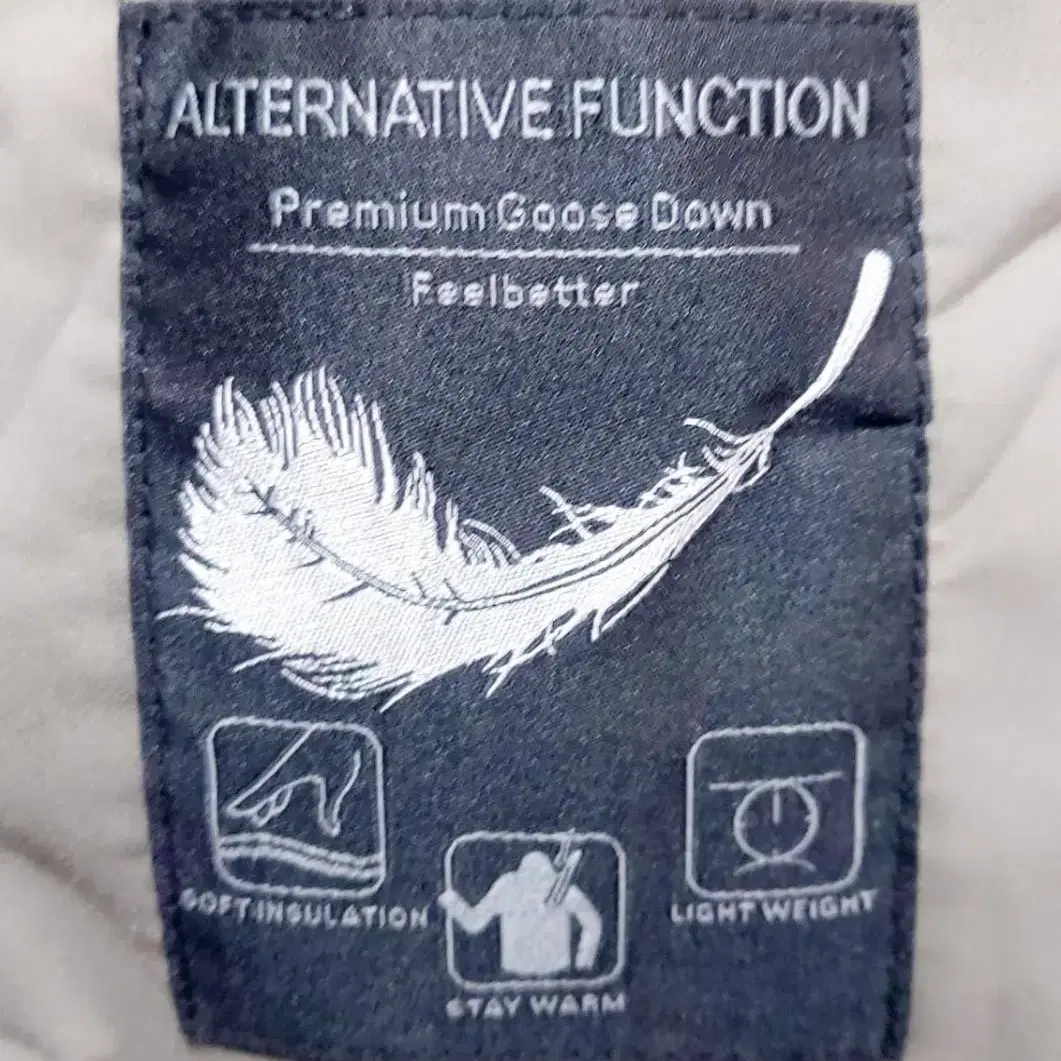 ALTERNATIVE FUNCTION
Premium Goose Down
Feelbetter
SOFT INSULATION
LIGHT WEIGHT
STAY WARM